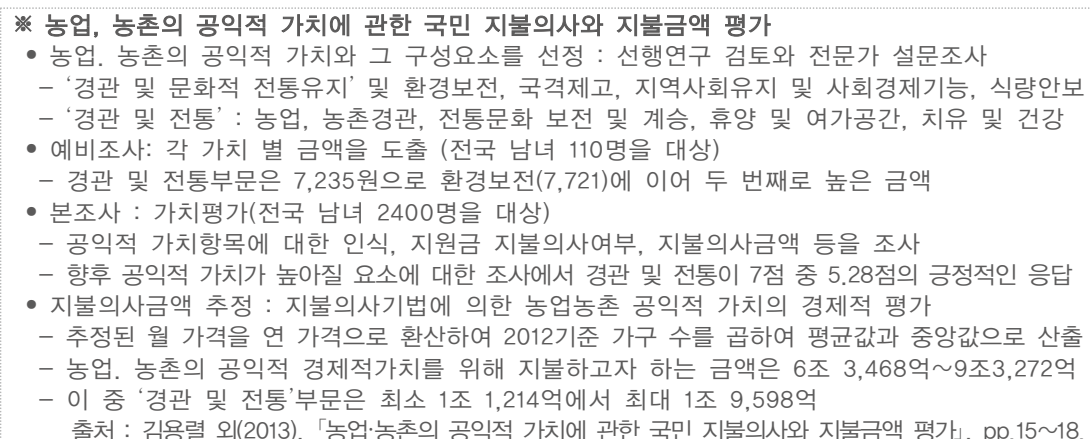 ※ 농업, 농촌의 공익적 가치에 관한 국민 지불의사와 지불금액 평가
• 농업. 농촌의 공익적 가치와 그 구성요소를 선정 : 선행연구 검토와 전문가 설문조사
– ‘경관 및 문화적 전통유지’ 및 환경보전, 국격제고, 지역사회유지 및 사회경제기능, 식량안보
– ‘경관 및 전통’ : 농업, 농촌경관, 전통문화 보전 및 계승, 휴양 및 여가공간, 치유 및 건강
• 예비조사: 각 가치 별 금액을 도출 (전국 남녀 110명을 대상)
– 경관 및 전통부문은 7,235원으로 환경보전(7,721)에 이어 두 번째로 높은 금액
• 본조사 : 가치평가(전국 남녀 2400명을 대상)
– 공익적 가치항목에 대한 인식, 지원금 지불의사여부, 지불의사금액 등을 조사
– 향후 공익적 가치가 높아질 요소에 대한 조사에서 경관 및 전통이 7점 중 5.28점의 긍정적인 응답
• 지불의사금액 추정 : 지불의사기법에 의한 농업농촌 공익적 가치의 경제적 평가
– 추정된 월 가격을 연 가격으로 환산하여 2012기준 가구 수를 곱하여 평균값과 중앙값으로 산출
– 농업. 농촌의 공익적 경제적가치를 위해 지불하고자 하는 금액은 6조 3,468억~9조3,272억
– 이 중 ‘경관 및 전통’부문은 최소 1조 1,214억에서 최대 1조 9,598억
출처 : 김용렬 외(2013), 「농업·농촌의 공익적 가치에 관한 국민 지불의사와 지불금액 평가」, pp.15~18.